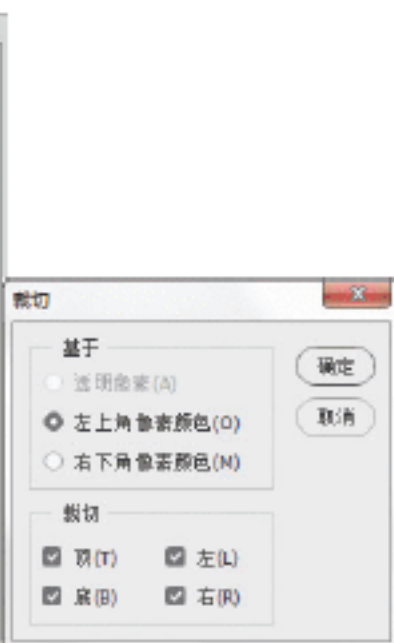 裁切
基于
透明像素(A)
左上角像素颜色(O)
右下角像素颜色(M)
确定
取消
裁切
顶(T)
左(L)
底(B)
右(R)